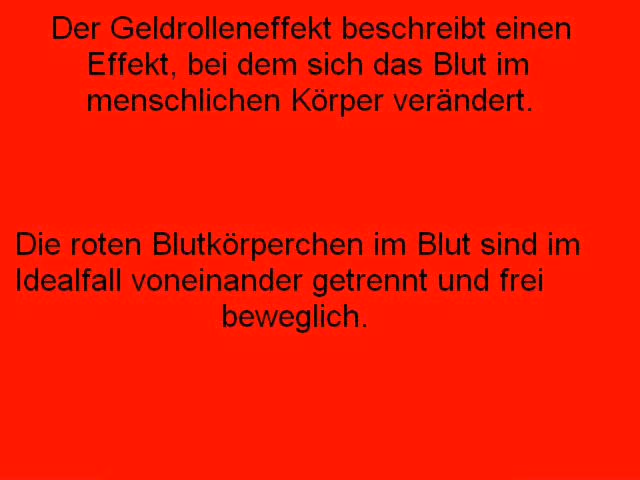 Der Geldrolleneffekt beschreibt einen
Effekt, bei dem sich das Blut im
menschlichen Körper verändert.
Die roten Blutkörperchen im Blut sind im
Idealfall voneinander getrennt und frei
beweglich.